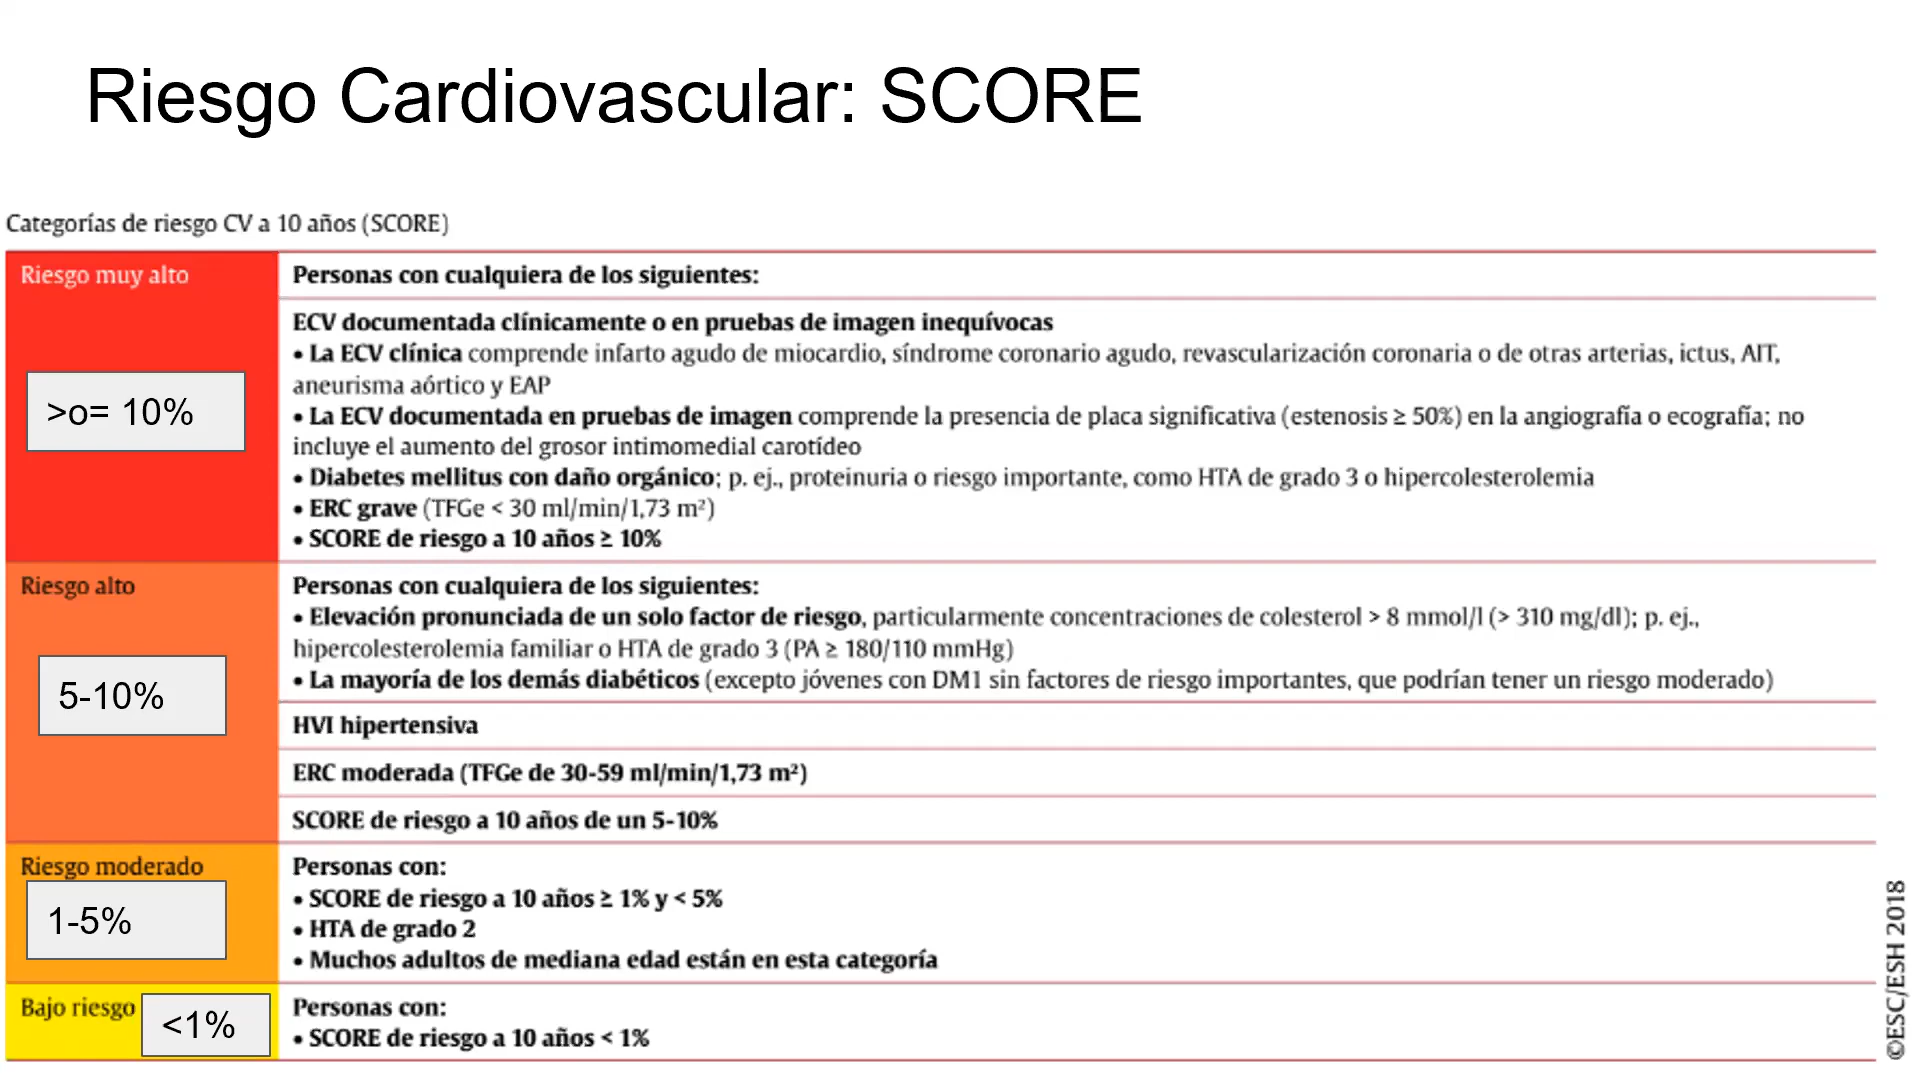 Riesgo Cardiovascular: SCORE
Categorías de riesgo CV a 10 años (SCORE)
Riesgo muy alto
>o= 10%
Personas con cualquiera de los siguientes:
ECV documentada clínicamente o en pruebas de imagen inequívocas
• La ECV clínica comprende infarto agudo de miocardio, síndrome coronario agudo, revascularización coronaria o de otras arterias, ictus, AIT,
aneurisma aórtico y EAP
• La ECV documentada en pruebas de imagen comprende la presencia de placa significativa (estenosis ≥ 50%) en la angiografía o ecografía; no
incluye el aumento del grosor intimomedial carotídeo
• Diabetes mellitus con daño orgánico; p. ej., proteinuria o riesgo importante, como HTA de grado 3 o hipercolesterolemia
• ERC grave (TFGe < 30 ml/min/1,73 m²)
• SCORE de riesgo a 10 años ≥ 10%
Riesgo alto
5-10%
Personas con cualquiera de los siguientes:
• Elevación pronunciada de un solo factor de riesgo, particularmente concentraciones de colesterol > 8 mmol/l (> 310 mg/dl); p. ej.,
hipercolesterolemia familiar o HTA de grado 3 (PA ≥ 180/110 mmHg)
• La mayoría de los demás diabéticos (excepto jóvenes con DM1 sin factores de riesgo importantes, que podrían tener un riesgo moderado)
HVI hipertensiva
ERC moderada (TFGe de 30-59 ml/min/1,73 m²)
SCORE de riesgo a 10 años de un 5-10%
Riesgo moderado
1-5%
Personas con:
• SCORE de riesgo a 10 años ≥ 1% y < 5%
• HTA de grado 2
• Muchos adultos de mediana edad están en esta categoría
Bajo riesgo
<1%
Personas con:
• SCORE de riesgo a 10 años < 1%
©ESC/ESH 2018